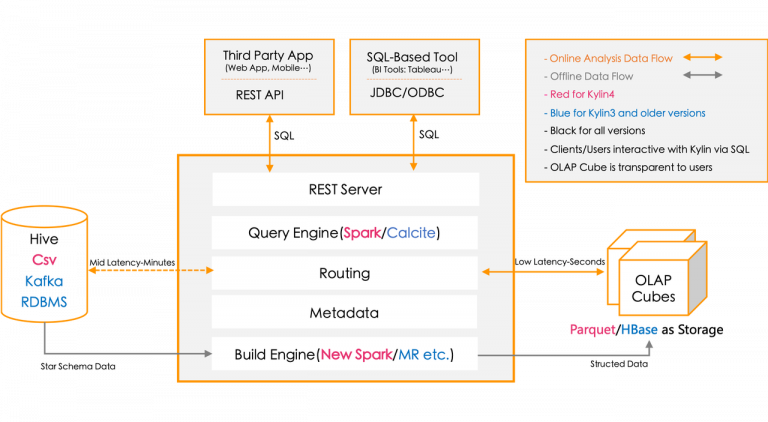 Third Party App
(Web App, Mobile···)
REST API
SQL-Based Tool
(BI Tools: Tableau···)
JDBC/ODBC
- Online Analysis Data Flow
- Offline Data Flow
- Red for Kylin4
- Blue for Kylin3 and older versions
- Black for all versions
- Clients/Users interactive with Kylin via SQL
- OLAP Cube is transparent to users
SQL
SQL
REST Server
Query Engine(Spark/Calcite)
Routing
Metadata
Build Engine(New Spark/MR etc.)
Hive
Csv
Kafka
RDBMS
Mid Latency-Minutes
Star Schema Data
Low Latency-Seconds
OLAP
Cubes
Parquet/HBase as Storage
Structed Data